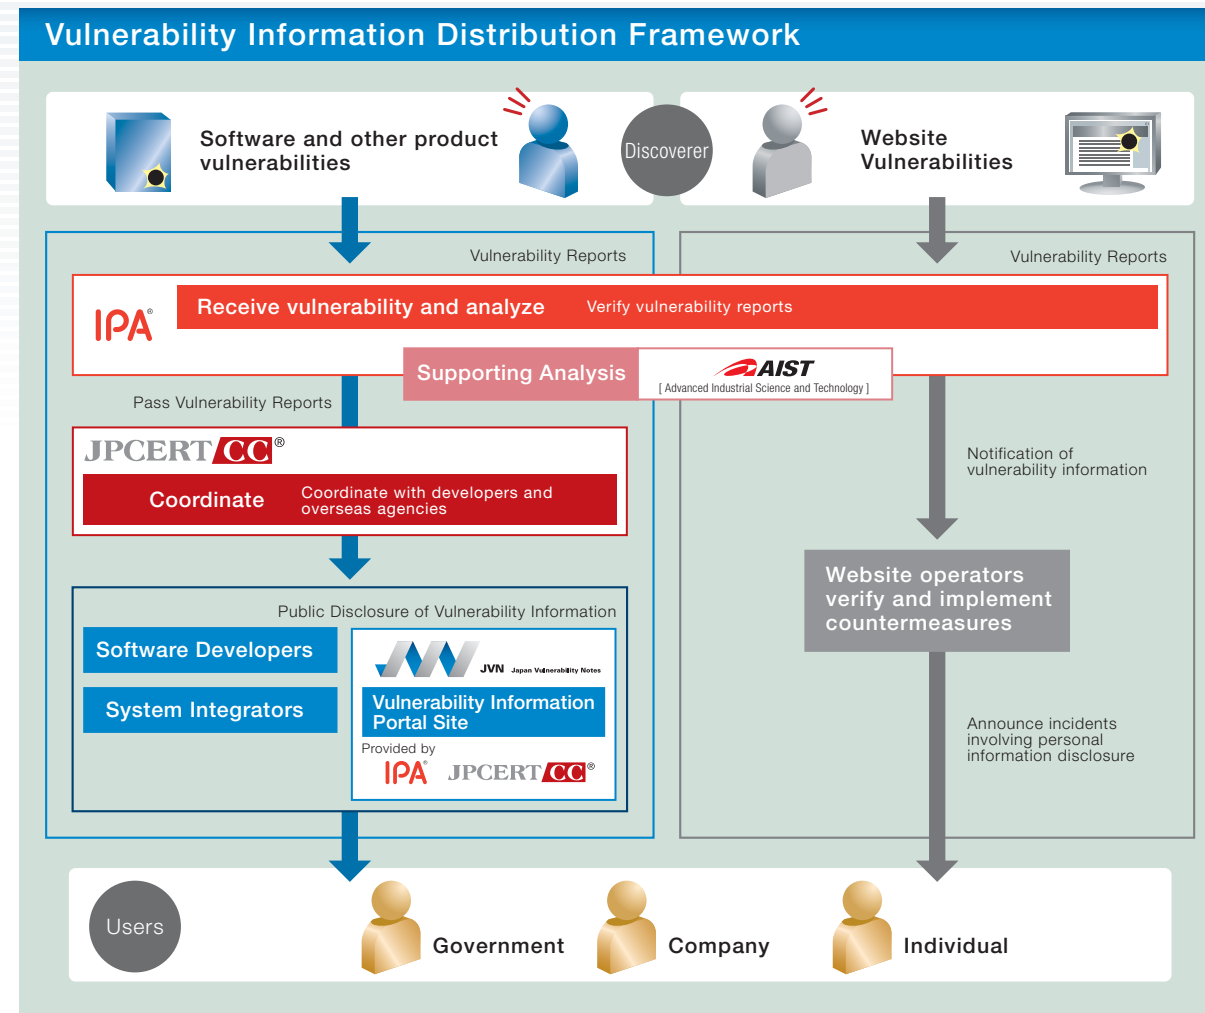 Vulnerability Information Distribution Framework
Software and other product
vulnerabilities
Discoverer
Website
Vulnerabilities
Vulnerability Reports
Vulnerability Reports
IPA®
Receive vulnerability and analyze
Verify vulnerability reports
Supporting Analysis
AIST
[ Advanced Industrial Science and Technology ]
Pass Vulnerability Reports
JPCERT CC®
Coordinate
Coordinate with developers and
overseas agencies
Notification of
vulnerability information
Website operators
verify and implement
countermeasures
Public Disclosure of Vulnerability Information
Software Developers
System Integrators
JVN Japan Vulnerability Notes
Vulnerability Information
Portal Site
Provided by
IPA® JPCERT CC®
Announce incidents
involving personal
information disclosure
Users
Government
Company
Individual